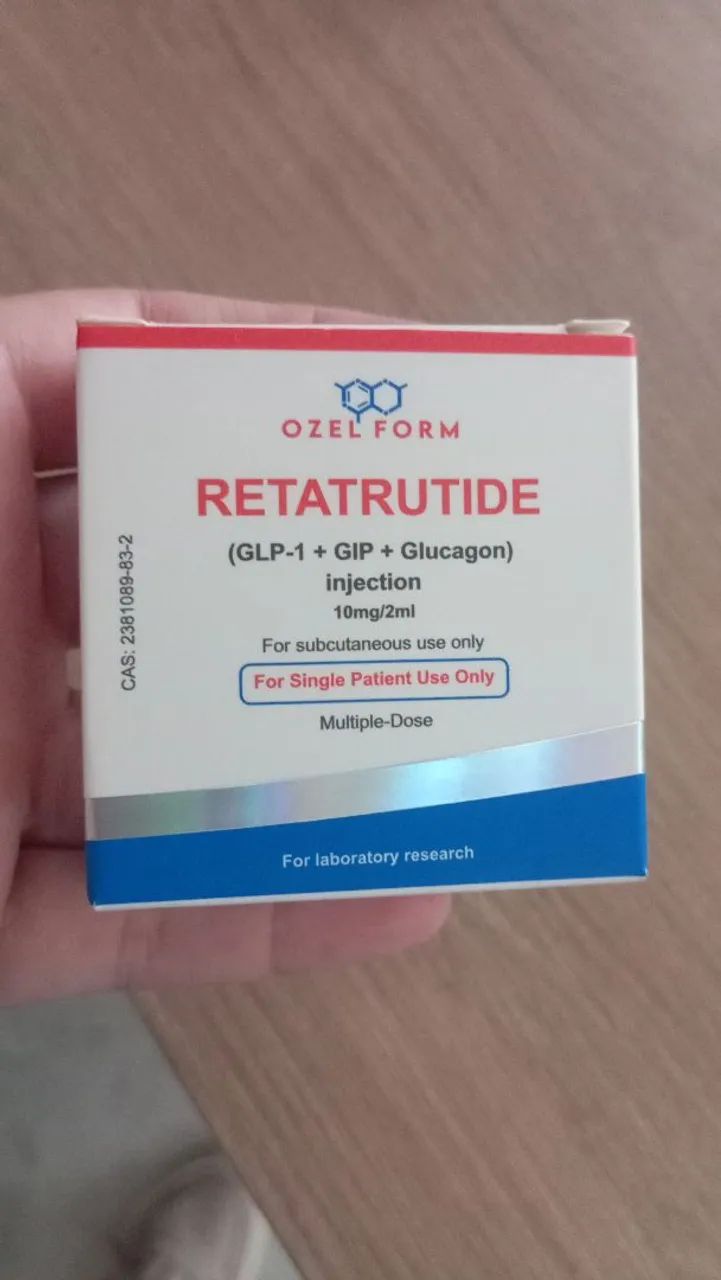 OZEL FORM
RETATRUTIDE
(GLP-1 + GIP + Glucagon)
injection
10mg/2ml
For subcutaneous use only
For Single Patient Use Only
Multiple-Dose
CAS: 2381089-83-2
For laboratory research